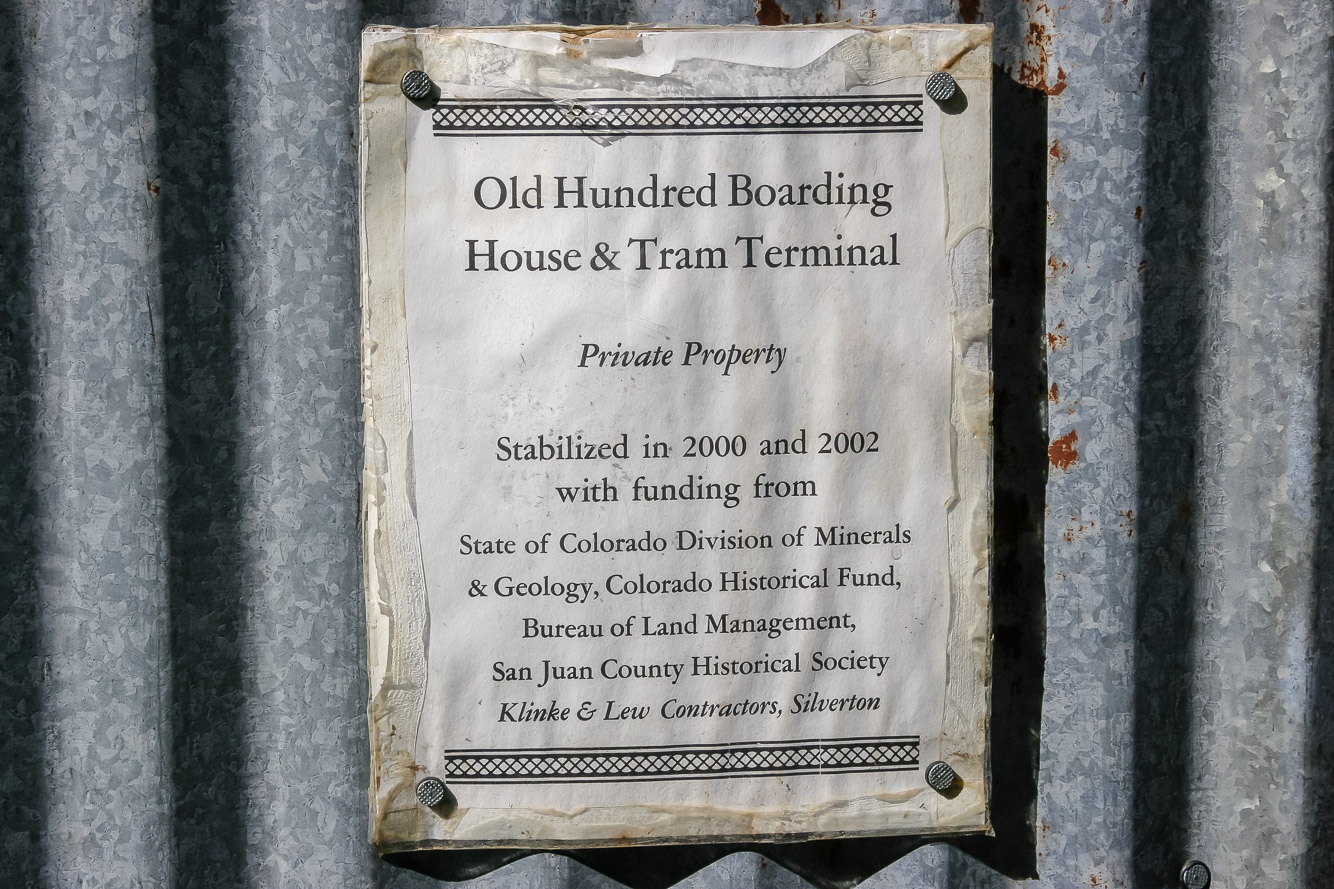 Old Hundred Boarding
House & Tram Terminal
Private Property
Stabilized in 2000 and 2002
with funding from
State of Colorado Division of Minerals
& Geology, Colorado Historical Fund,
Bureau of Land Management,
San Juan County Historical Society
Klinke & Lew Contractors, Silverton